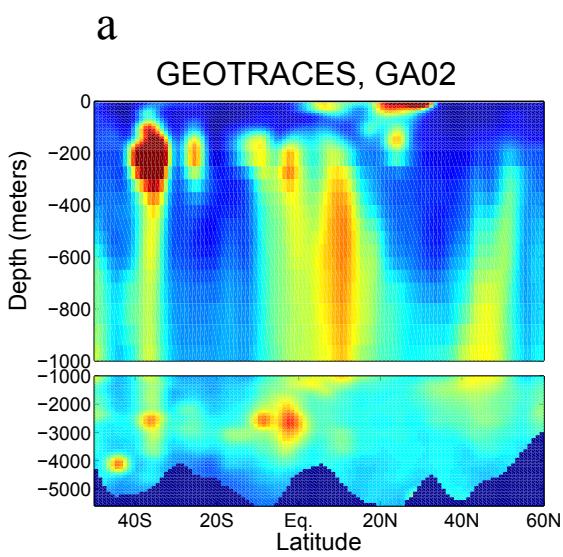 a
GEOTRACES, GA02
0
−200
−400
−600
−800
−1000
Depth (meters)
−1000
−2000
−3000
−4000
−5000
40S 20S Eq. 20N 40N 60N
Latitude